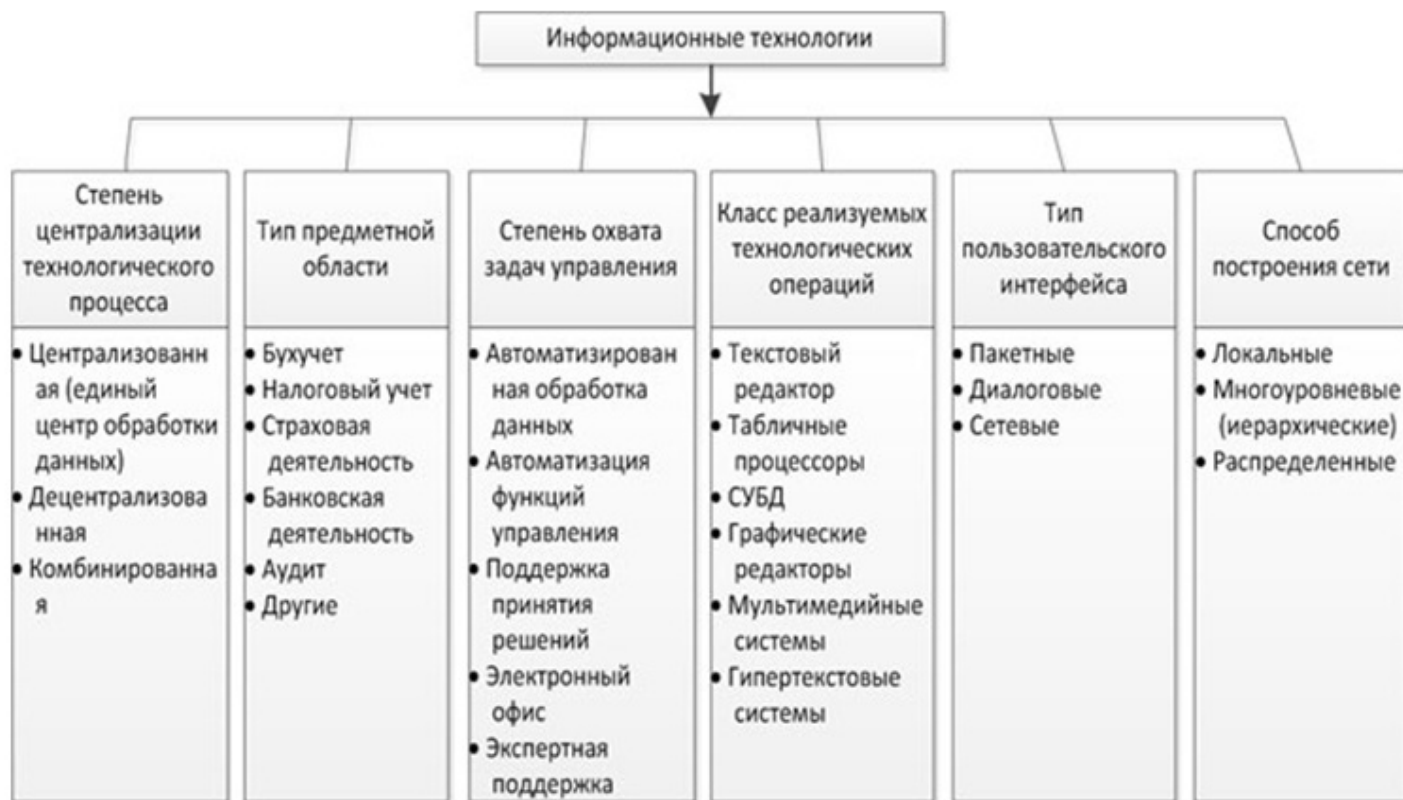 Информационные технологии
Степень
централизации
технологического
процесса
• Централизованн
ая (единый
центр обработки
данных)
• Децентрализова
нная
• Комбинированна
я
Тип предметной
области
• Бухучет
• Налоговый учет
• Страховая
деятельность
• Банковская
деятельность
• Аудит
• Другие
Степень охвата
задач управления
• Автоматизирован
ная обработка
данных
• Автоматизация
функций
управления
• Поддержка
принятия
решений
• Электронный
офис
• Экспертная
поддержка
Класс реализуемых
технологических
операций
• Текстовый
редактор
• Табличные
процессоры
• СУБД
• Графические
редакторы
• Мультимедийные
системы
• Гипертекстовые
системы
Тип
пользовательского
интерфейса
• Пакетные
• Диалоговые
• Сетевые
Способ
построения сети
• Локальные
• Многоуровневые
(иерархические)
• Распределенные